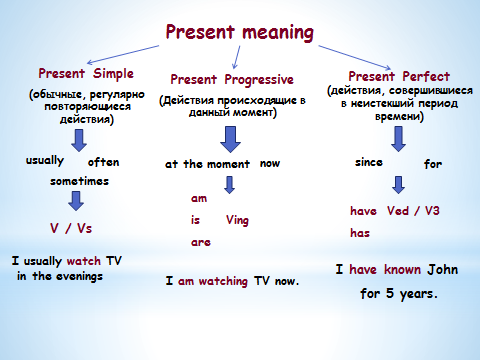 Present meaning
Present Simple
(обычные, регулярно
повторяющиеся
действия)
usually often
sometimes
V / Vs
I usually watch TV
in the evenings
Present Progressive
(Действия происходящие в
данный момент)
at the moment now
am
is Ving
are
I am watching TV now.
Present Perfect
(действия, совершившиеся
в неистекший период
времени)
since for
have Ved / V3
has
I have known John
for 5 years.